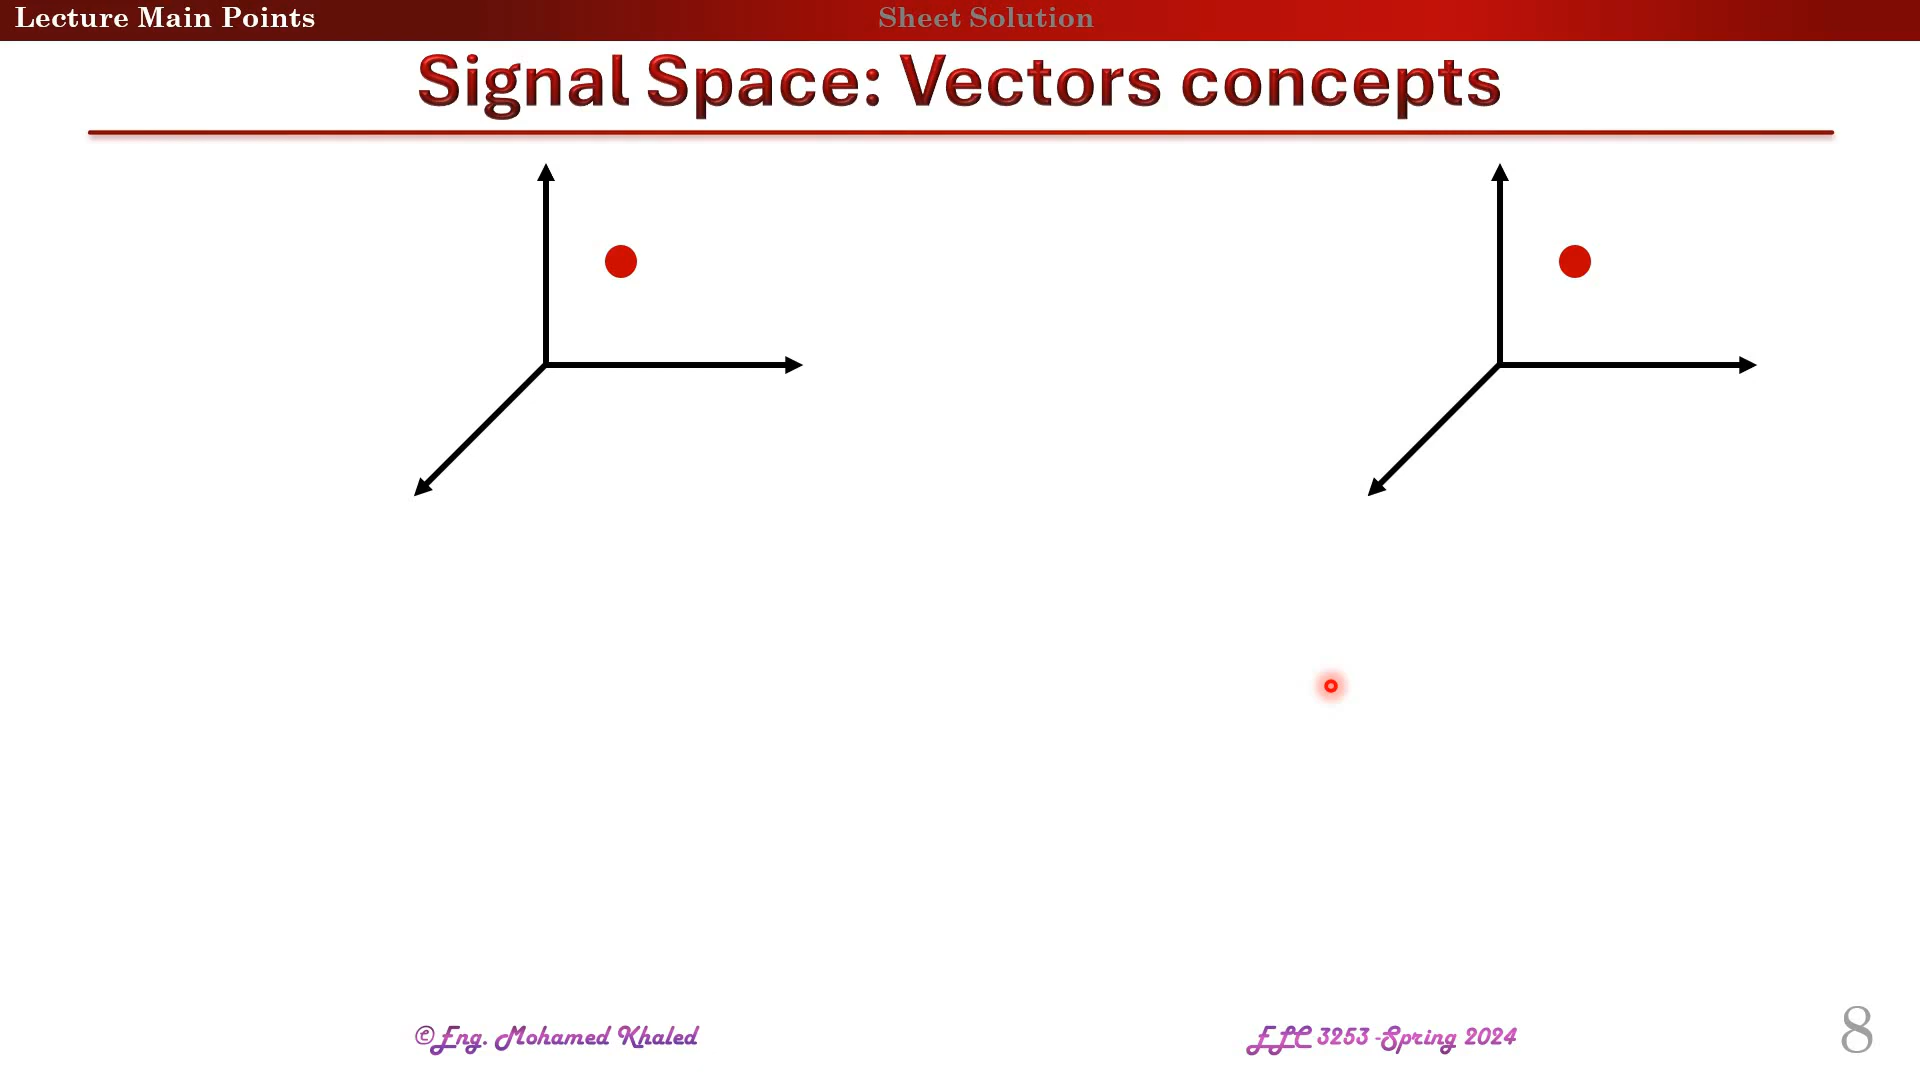 Lecture Main Points
Sheet Solution
Signal Space: Vectors concepts
©Eng. Mohamed Khaled
ELC 3253 -Spring 2024
8